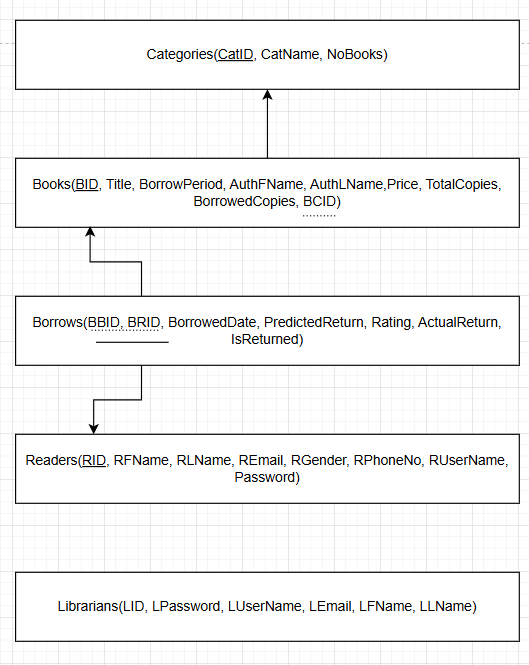 Categories(CatID, CatName, NoBooks)
Books(BID, Title, BorrowPeriod, AuthFName, AuthLName,Price, TotalCopies,
BorrowedCopies, BCID)
Borrows(BBID, BRID, BorrowedDate, PredictedReturn, Rating, ActualReturn,
IsReturned)
Readers(RID, RFName, RLName, REmail, RGender, RPhoneNo, RUserName,
Password)
Librarians(LID, LPassword, LUserName, LEmail, LFName, LLName)